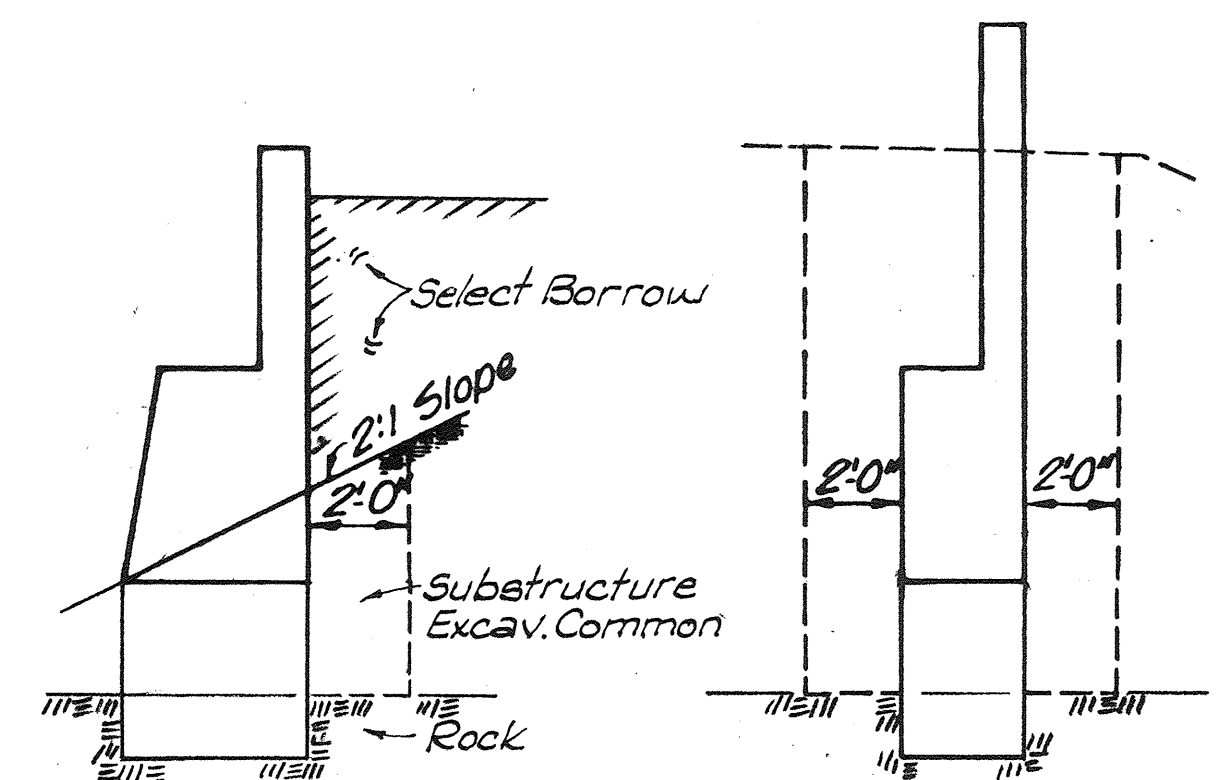 Select Borrow
2:1 Slope
2'-0"
2'-0"
2'-0"
Substructure
Excav. Common
Rock